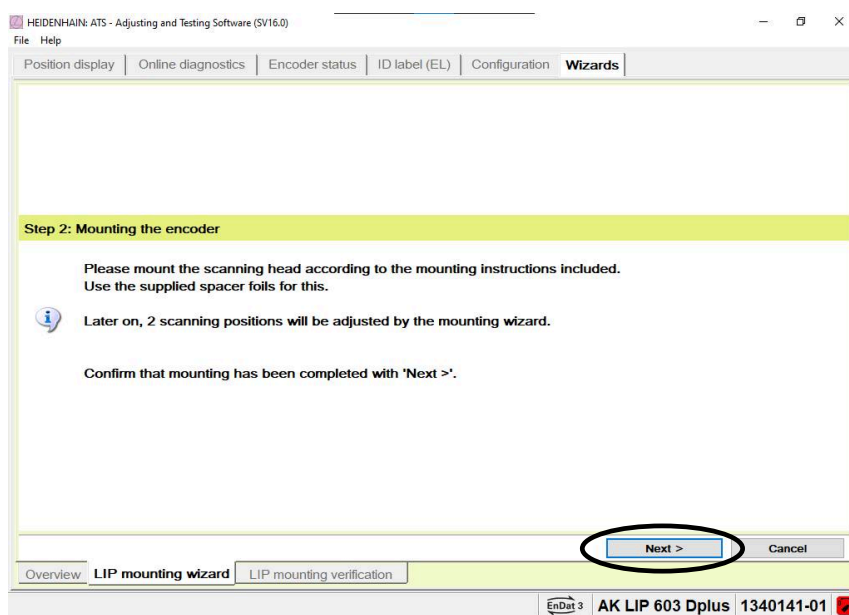 HEIDENHAIN: ATS - Adjusting and Testing Software (SV16.0)
File Help
Position display Online diagnostics Encoder status ID label (EL) Configuration Wizards
Step 2: Mounting the encoder
Please mount the scanning head according to the mounting instructions included.
Use the supplied spacer foils for this.
Later on, 2 scanning positions will be adjusted by the mounting wizard.
Confirm that mounting has been completed with 'Next >'.
Next > Cancel
Overview LIP mounting wizard LIP mounting verification
EnDat 3 AK LIP 603 Dplus 1340141-01